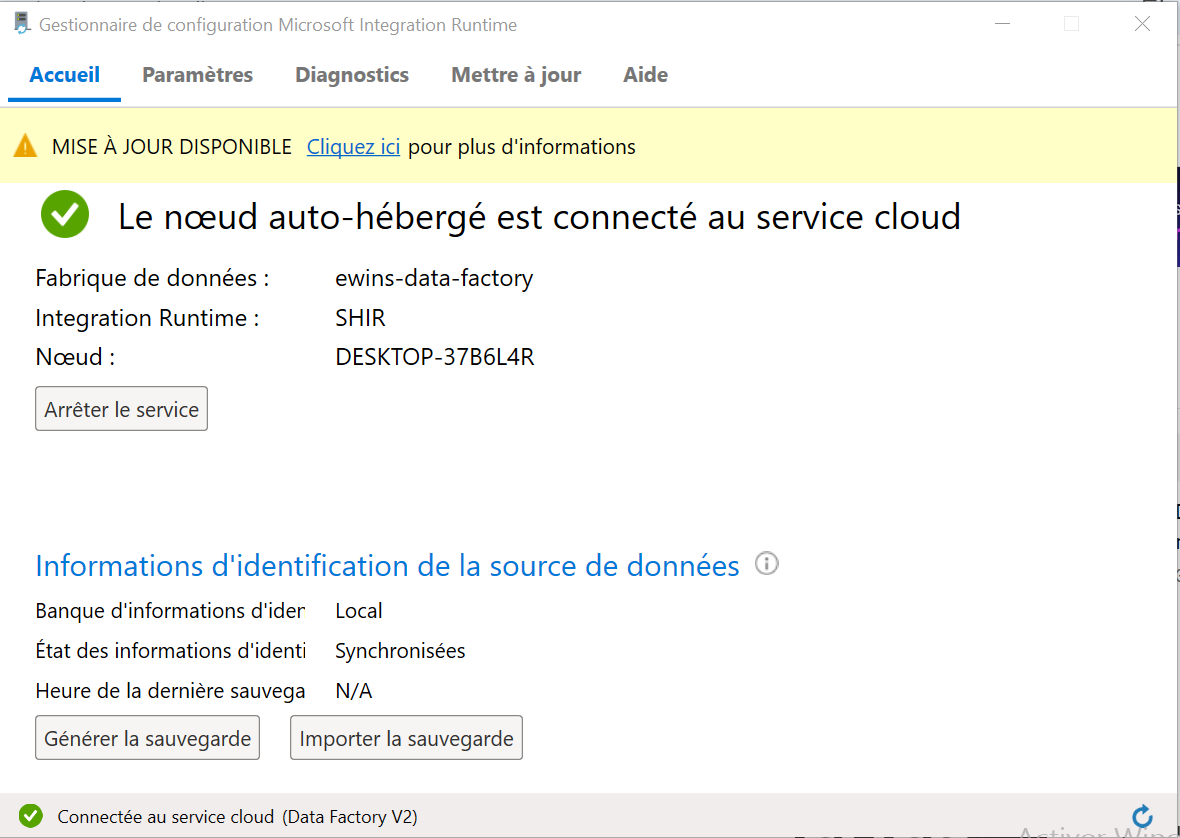 Gestionnaire de configuration Microsoft Integration Runtime
Accueil Paramètres Diagnostics Mettre à jour Aide
MISE À JOUR DISPONIBLE Cliquez ici pour plus d'informations
Le nœud auto-hébergé est connecté au service cloud
Fabrique de données : ewins-data-factory
Integration Runtime : SHIR
Nœud : DESKTOP-37B6L4R
Arrêter le service
Informations d'identification de la source de données
Banque d'informations d'iden Local
État des informations d'identi Synchronisées
Heure de la dernière sauvega N/A
Générer la sauvegarde Importer la sauvegarde
Connectée au service cloud (Data Factory V2)